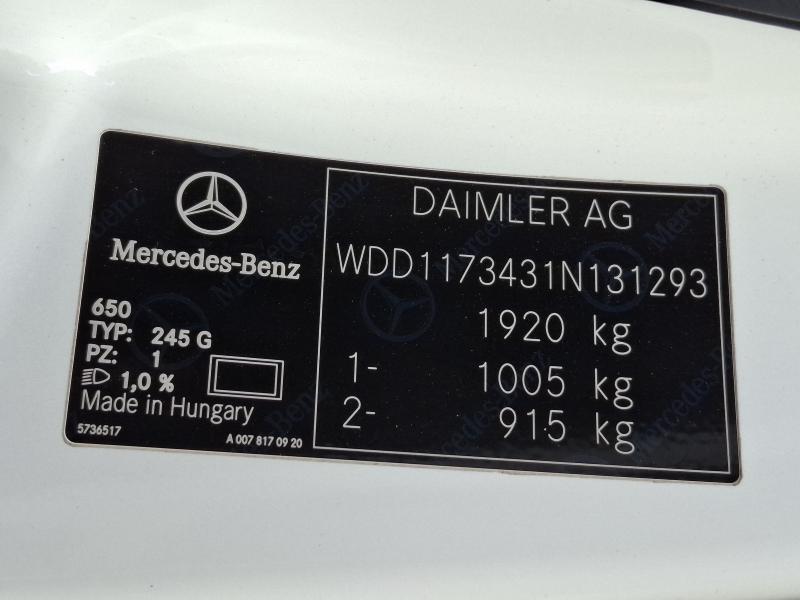 Mercedes-Benz
650
TYP: 245 G
PZ: 1
1,0 %
Made in Hungary
5736517
A 007 817 09 20
DAIMLER AG
WDD1173431N131293
1920 kg
1- 1005 kg
2- 915 kg